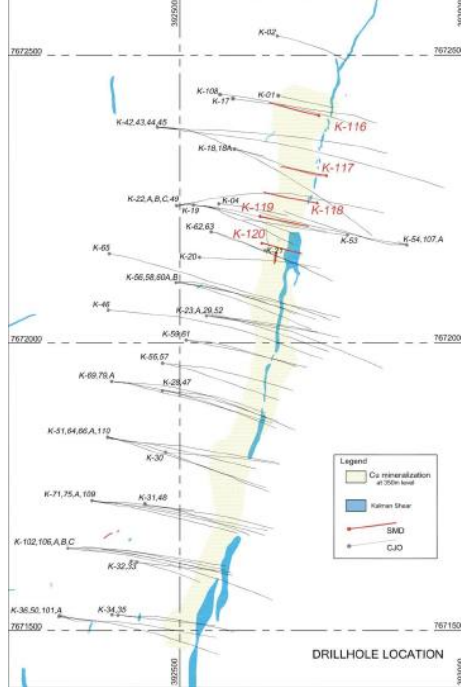 392500
393000
K-02
7672500
7672500
K-108
K-17
K-01
K-116
K-42,43,44,45
K-18,18A
K-117
K-22,A,B,C,49
K-04
K-19
K-119
K-118
K-62,63
K-120
K-53
K-54,107,A
K-65
K-20
K-21
K-56,58,60A,B
K-46
K-23,A,29,52
7672000
7672000
K-59,61
K-55,57
K-69,79,A
K-28,47
K-51,64,66,A,110
K-30
Legend
Cu mineralization
at 350m level
Kalman Shear
SMD
CJO
K-71,75,A,109
K-31,48
K-102,106,A,B,C
K-32,33
K-36,50,101,A
K-34,35
7671500
7671500
DRILLHOLE LOCATION
392500
393000